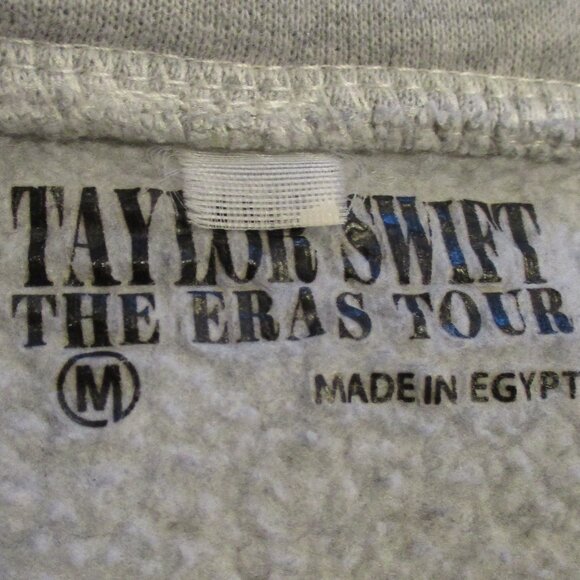 TAYLOR SWIFT
THE ERAS TOUR
M
MADE IN EGYPT